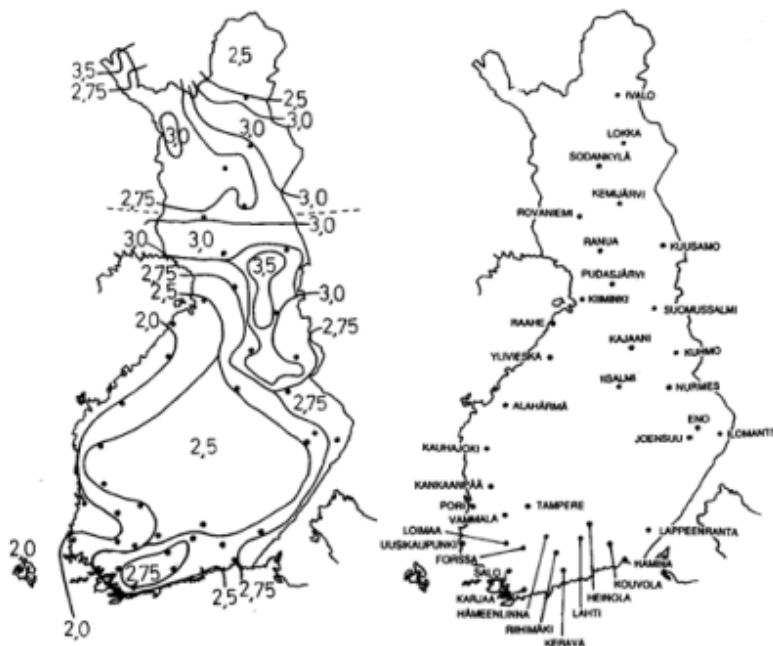 2,5
3,5
2,75
2,5
3,0
3,0
3,0
2,75
3,0
3,0
3,0
3,0
2,75
3,5
2,5
3,0
2,0
2,75
2,75
2,5
2,0
2,75
2,5
2,75
2,0
IVALO
LOKKA
SODANKYLÄ
KEMIJÄRVI
ROVANIEMI
RANUA
KUUSAMO
PUDASJÄRVI
KIIMINKI
SUOMUSSALMI
RAAHE
KAJAANI
YLIVIESKA
KUHMO
IISALMI
NURMES
ALAHÄRMÄ
ENO
ILOMANTSI
JOENSUU
KAUHAJOKI
KANKAANPÄÄ
PORI
TAMPERE
VAMMALA
LOIMAA
LAPPEENRANTA
UUSIKAUPUNKI
FORSSA
HAMINA
SALO
KOUVOLA
KARJAA
HEINOLA
HÄMEENLINNA
LAHTI
RIIHIMÄKI
KERAVA